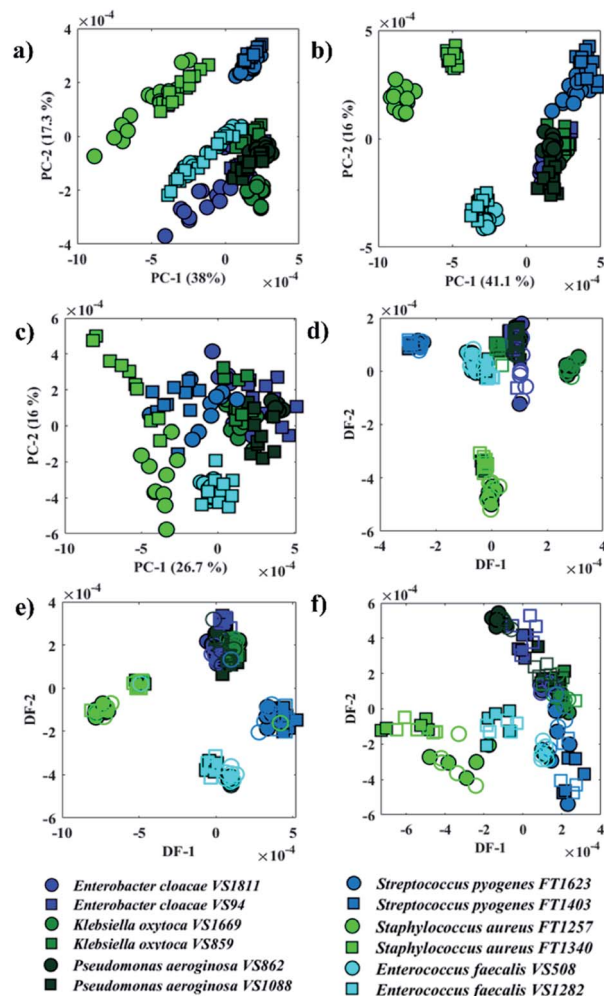 a)
×10⁻⁴
4
2
0
-2
-4
PC-2 (17.3 %)
-10
-5
0
5
PC-1 (38%)
×10⁻⁴
b)
×10⁻⁴
5
0
-5
PC-2 (16 %)
-10
-5
0
5
PC-1 (41.1 %)
×10⁻⁴
c)
×10⁻⁴
6
4
2
0
-2
-4
-6
PC-2 (16 %)
-10
-5
0
5
PC-1 (26.7 %)
×10⁻⁴
d)
×10⁻⁴
2
0
-2
-4
-6
DF-2
-4
-2
0
2
4
DF-1
×10⁻⁴
e)
×10⁻⁴
4
2
0
-2
-4
-6
DF-2
-10
-5
0
5
DF-1
×10⁻⁴
f)
×10⁻⁴
6
4
2
0
-2
-4
-6
DF-2
-6
-4
-2
0
2
4
DF-1
×10⁻⁴
Enterobacter cloacae VS1811
Enterobacter cloacae VS94
Klebsiella oxytoca VS1669
Klebsiella oxytoca VS859
Pseudomonas aeroginosa VS862
Pseudomonas aeroginosa VS1088
Streptococcus pyogenes FT1623
Streptococcus pyogenes FT1403
Staphylococcus aureus FT1257
Staphylococcus aureus FT1340
Enterococcus faecalis VS508
Enterococcus faecalis VS1282